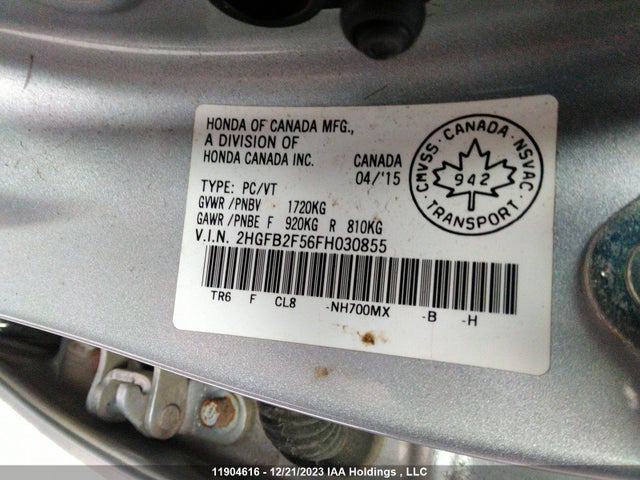 HONDA OF CANADA MFG.,
A DIVISION OF
HONDA CANADA INC.
CANADA
04/'15
TYPE: PC/VT
GVWR/PNBV 1720KG
GAWR/PNBE F 920KG R 810KG
V.I.N. 2HGFB2F56FH030855
TR6 F CL8 -NH700MX -B -H
CMVSS · CANADA · NSVAC
942
· TRANSPORT ·
11904616 - 12/21/2023 IAA Holdings , LLC